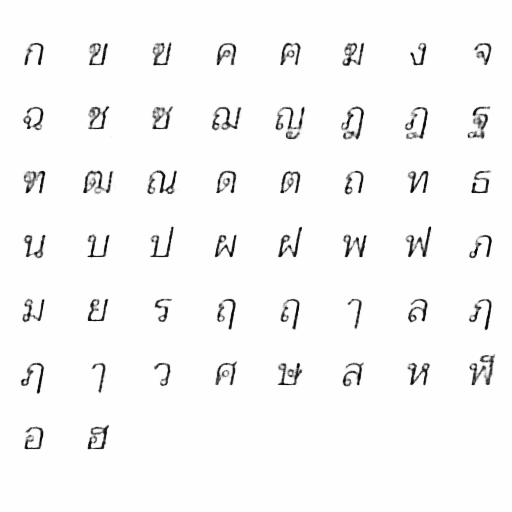 ก ข ฃ ค ฅ ฆ ง จ
ฉ ช ซ ฌ ญ ฎ ฏ ฐ
ฑ ฒ ณ ด ต ถ ท ธ
น บ ป ผ ฝ พ ฟ ภ
ม ย ร ฤ ฤ ๅ ล ฦ
ฦ ๅ ว ศ ษ ส ห ฬ
อ ฮ